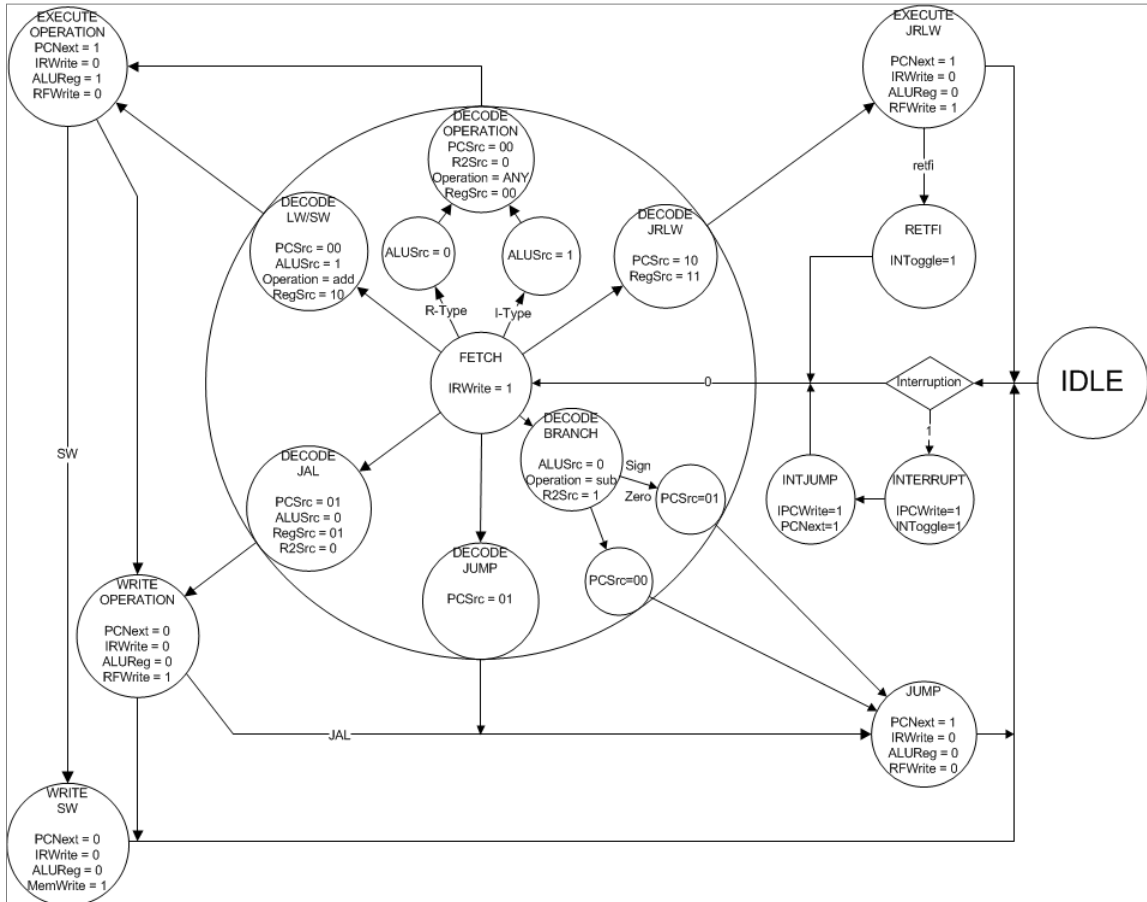 EXECUTE
OPERATION
PCNext = 1
IRWrite = 0
ALUReg = 1
RFWrite = 0
EXECUTE
JRLW
PCNext = 1
IRWrite = 0
ALUReg = 0
RFWrite = 1
DECODE
OPERATION
PCSrc = 00
R2Src = 0
Operation = ANY
RegSrc = 00
retfi
DECODE
LW/SW
PCSrc = 00
ALUSrc = 1
Operation = add
RegSrc = 10
ALUSrc = 0
ALUSrc = 1
DECODE
JRLW
PCSrc = 10
RegSrc = 11
RETFI
INToggle=1
R-Type
I-Type
FETCH
IRWrite = 1
0
Interruption
IDLE
1
DECODE
BRANCH
ALUSrc = 0
Operation = sub
R2Src = 1
Sign
Zero
PCSrc=01
PCSrc=00
INTJUMP
IPCWrite=1
PCNext=1
INTERRUPT
IPCWrite=1
INToggle=1
SW
DECODE
JAL
PCSrc = 01
ALUSrc = 0
RegSrc = 01
R2Src = 0
DECODE
JUMP
PCSrc = 01
WRITE
OPERATION
PCNext = 0
IRWrite = 0
ALUReg = 0
RFWrite = 1
JAL
JUMP
PCNext = 1
IRWrite = 0
ALUReg = 0
RFWrite = 0
WRITE
SW
PCNext = 0
IRWrite = 0
ALUReg = 0
MemWrite = 1